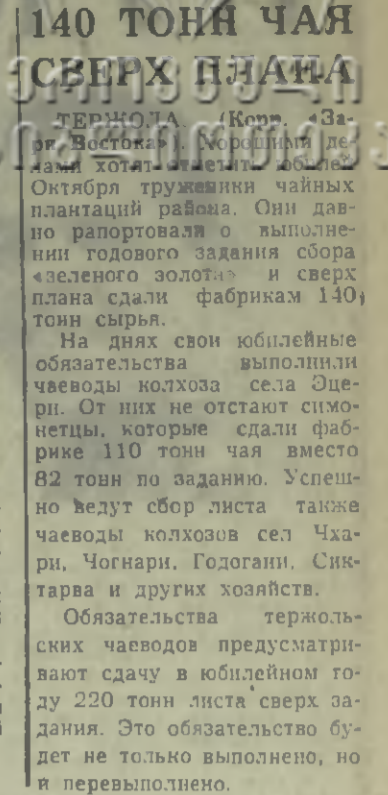 140 ТОНН ЧАЯ
СВЕРХ ПЛАНА
ТЕРЖОЛА. (Корр. «За-
ри Востока»). Хорошими де-
лами хотят отметить юбилей
Октября труженики чайных
плантаций района. Они дав-
но рапортовали о выполне-
нии годового задания сбора
«зеленого золота» и сверх
плана сдали фабрикам 140
тонн сырья.
На днях свои юбилейные
обязательства выполнили
чаеводы колхоза села Эце-
ри. От них не отстают симо-
нетцы, которые сдали фаб-
рике 110 тонн чая вместо
82 тонн по заданию. Успеш-
но ведут сбор листа также
чаеводы колхозов сел Чха-
ри, Чогнари, Годогани, Сик-
тарва и других хозяйств.
Обязательства тержоль-
ских чаеводов предусматри-
вают сдачу в юбилейном го-
ду 220 тонн листа сверх за-
дания. Это обязательство бу-
дет не только выполнено, но
и перевыполнено.